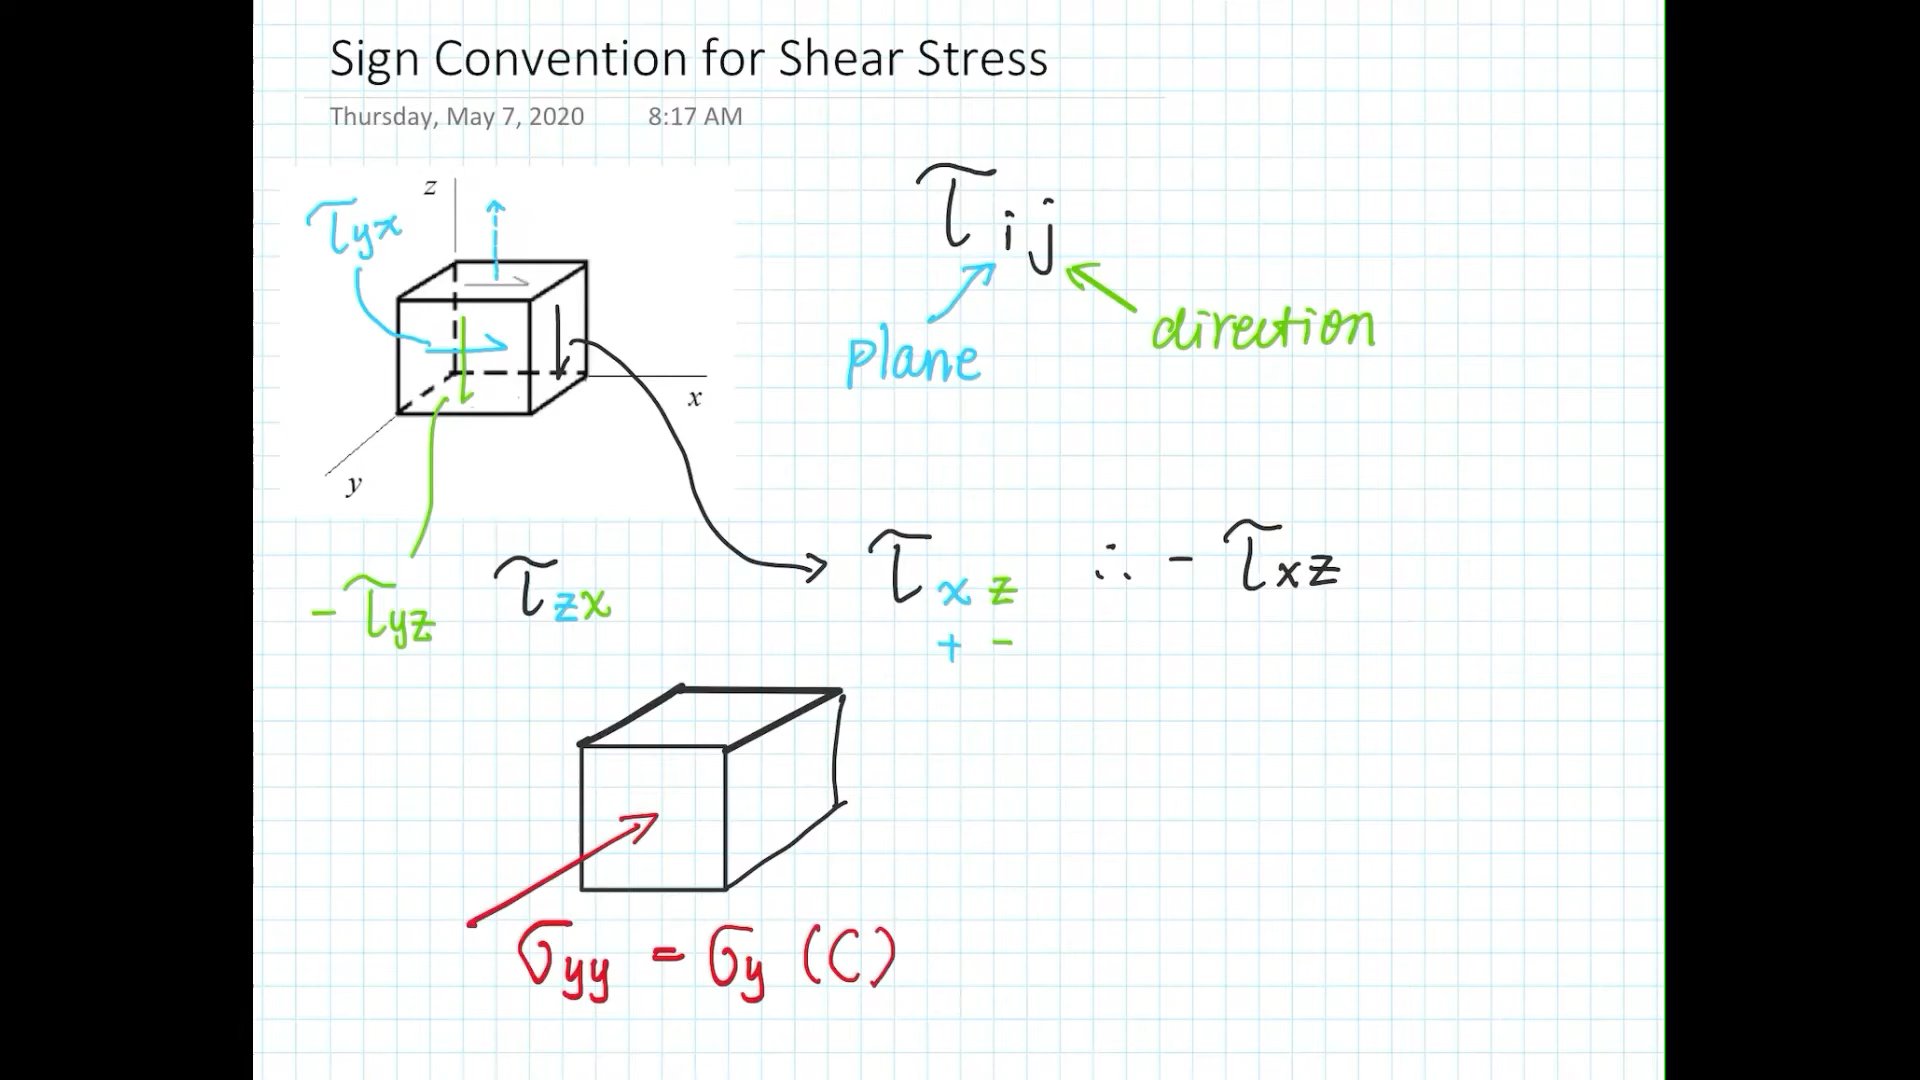 Sign Convention for Shear Stress
Thursday, May 7, 2020 8:17 AM
z
τyx
τij
plane
direction
x
y
-τyz
τzx
τxz ∴ -τxz
+ -
σyy = σy (C)